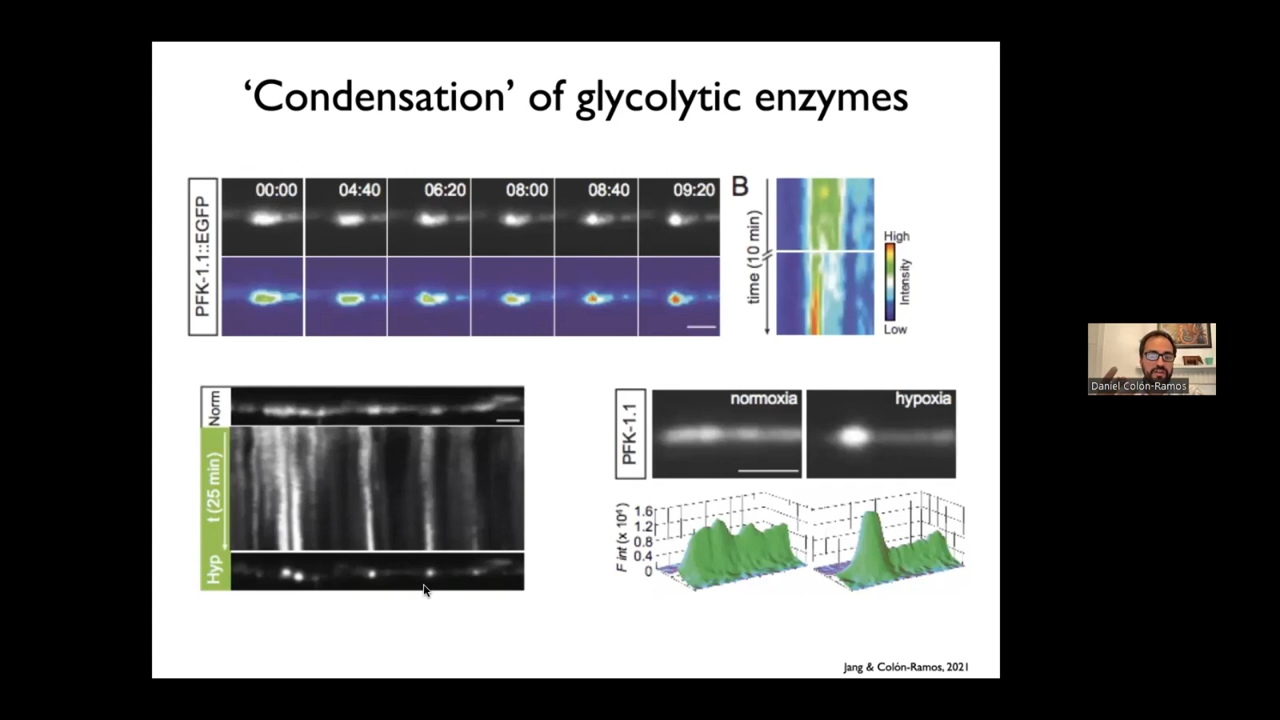 ‘Condensation’ of glycolytic enzymes
PFK-1.1::EGFP
00:00 04:40 06:20 08:00 08:40 09:20
B
time (10 min)
High
Intensity
Low
Norm
t (25 min)
Hyp
PFK-1.1
normoxia
hypoxia
F int (x 10⁴)
1.6
1.2
0.8
0.4
0
Jang & Colón-Ramos, 2021
Daniel Colón-Ramos